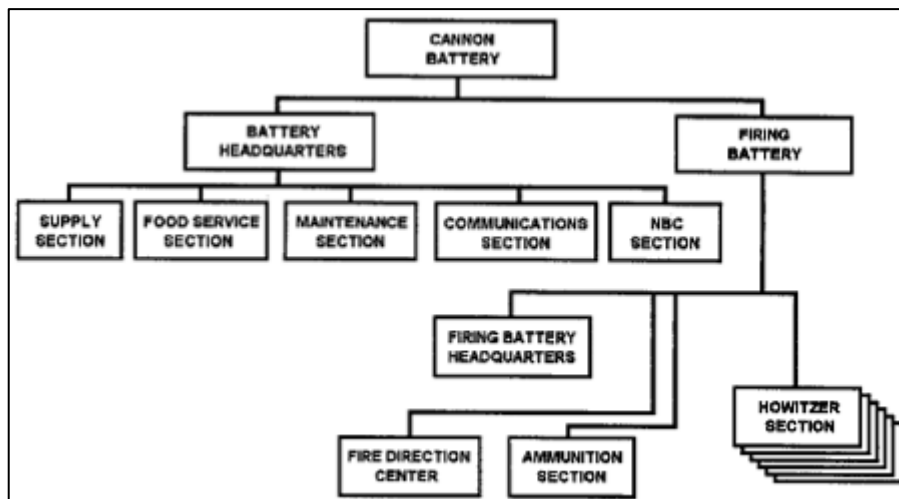 CANNON
BATTERY
BATTERY
HEADQUARTERS
FIRING
BATTERY
SUPPLY
SECTION
FOOD SERVICE
SECTION
MAINTENANCE
SECTION
COMMUNICATIONS
SECTION
NBC
SECTION
FIRING BATTERY
HEADQUARTERS
HOWITZER
SECTION
FIRE DIRECTION
CENTER
AMMUNITION
SECTION